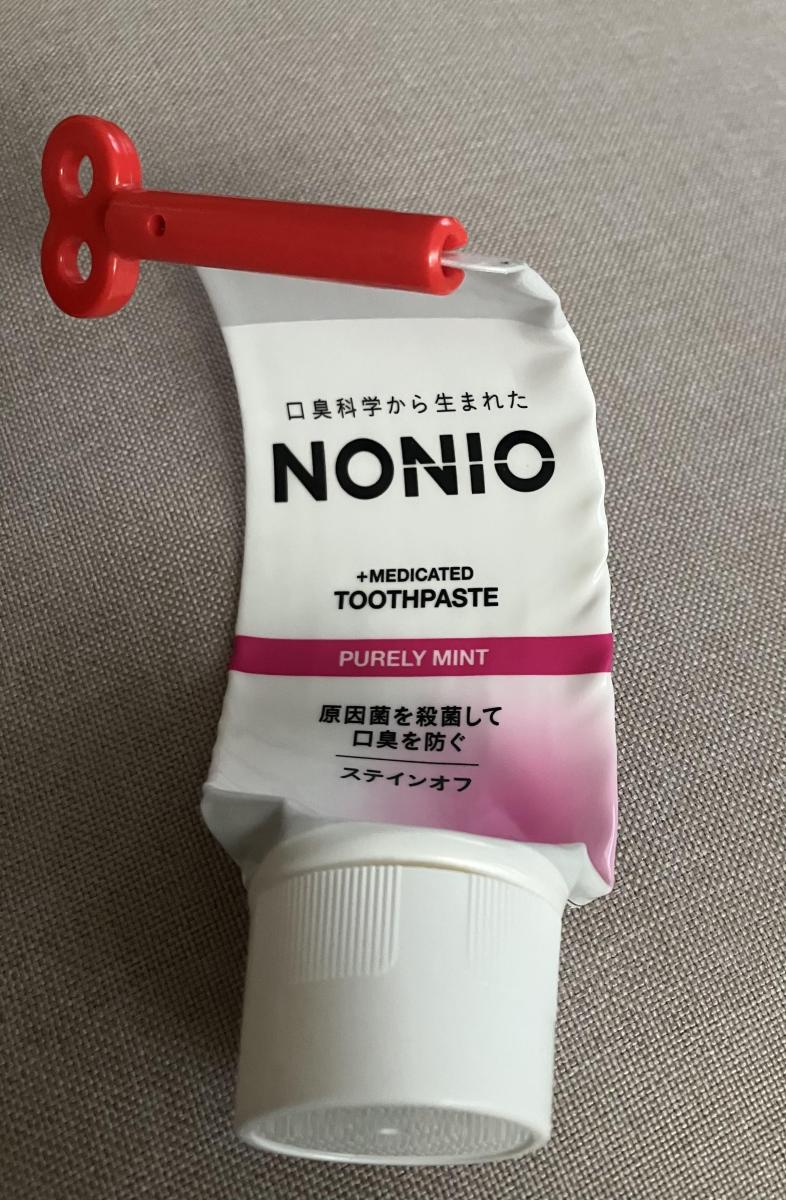 口臭科学から生まれた
NONIO
+MEDICATED
TOOTHPASTE
PURELY MINT
原因菌を殺菌して
口臭を防ぐ
ステインオフ